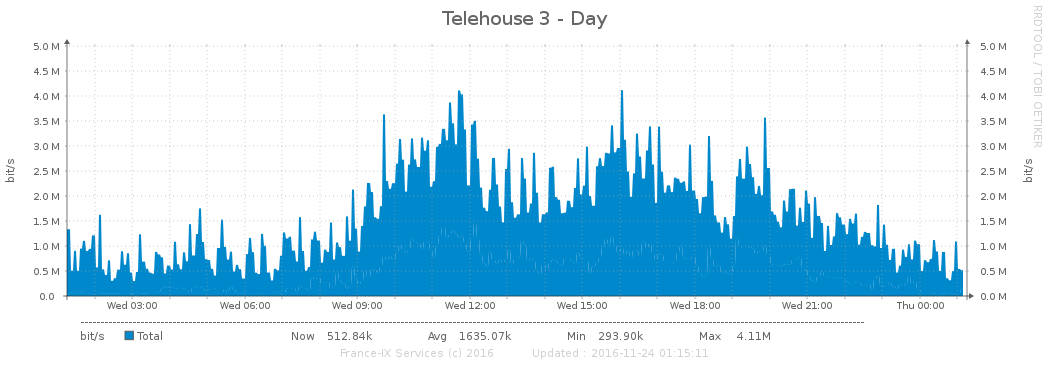 Telehouse 3 - Day
RRDTOOL / TOBI OETIKER
5.0 M 5.0 M
4.5 M 4.5 M
4.0 M 4.0 M
3.5 M 3.5 M
3.0 M 3.0 M
2.5 M 2.5 M
2.0 M 2.0 M
1.5 M 1.5 M
1.0 M 1.0 M
0.5 M 0.5 M
0.0 0.0 M
bit/s bit/s
Wed 03:00 Wed 06:00 Wed 09:00 Wed 12:00 Wed 15:00 Wed 18:00 Wed 21:00 Thu 00:00
bit/s Total Now 512.84k Avg 1635.07k Min 293.90k Max 4.11M
France-IX Services (c) 2016 Updated : 2016-11-24 01:15:11